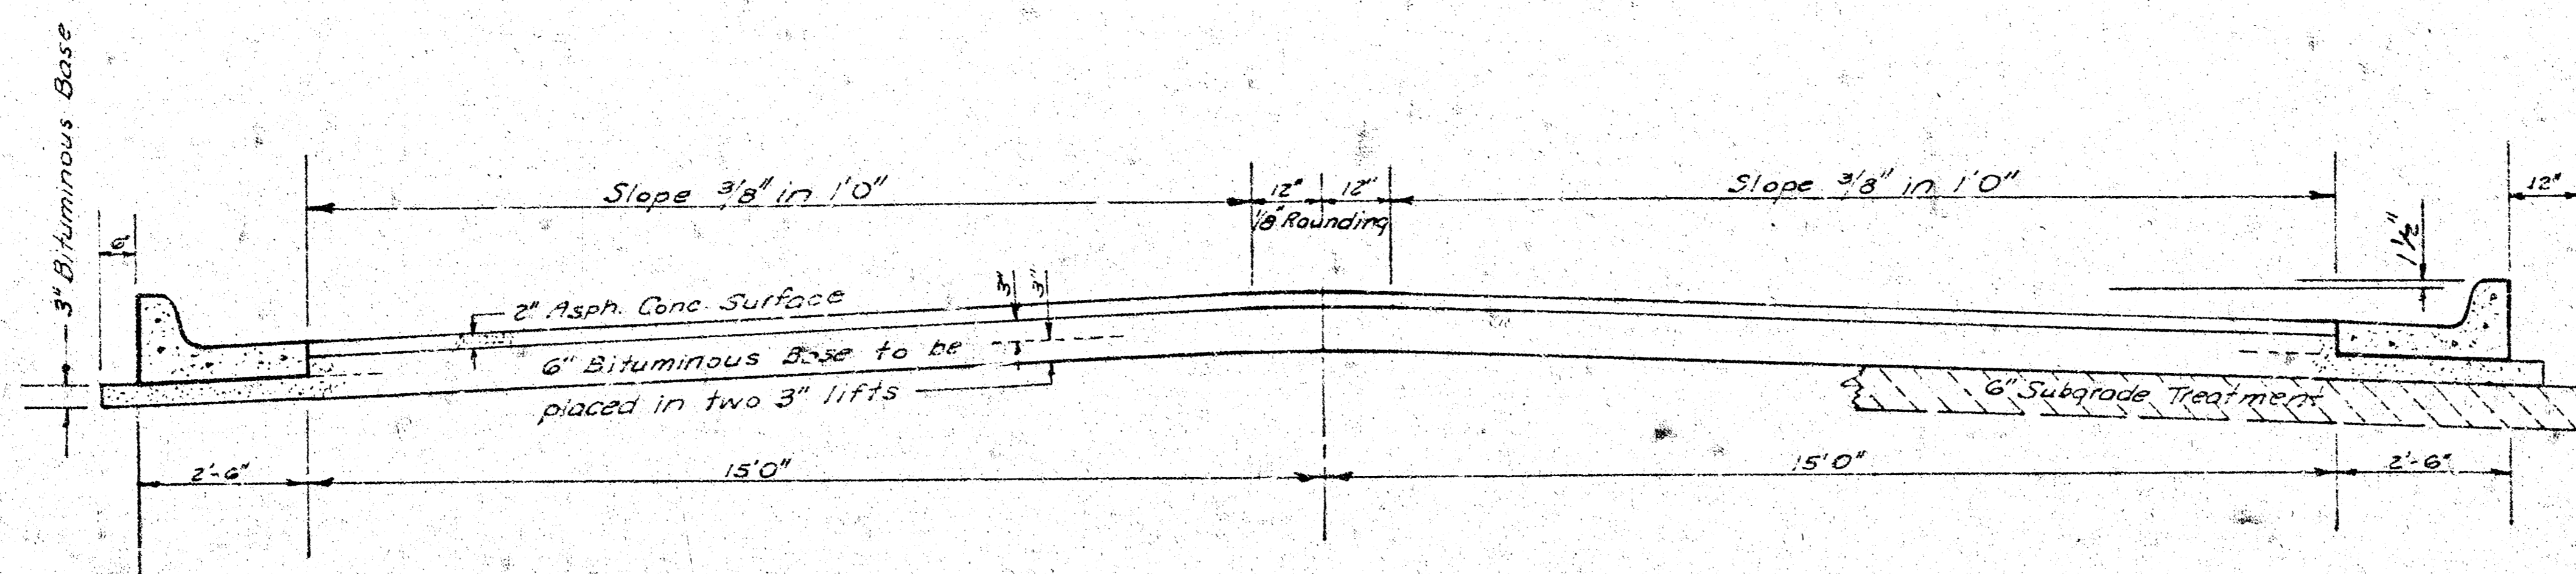 3" Bituminous Base
Slope 3/8" in 1'0"
12" 12"
1/8" Rounding
Slope 3/8" in 1'0"
12"
6"
1½"
2" Asph. Conc. Surface
3" 3"
6" Bituminous Base to be
placed in two 3" lifts
6" Subgrade Treatment
2'-6"
15'0"
15'0"
2'-6"